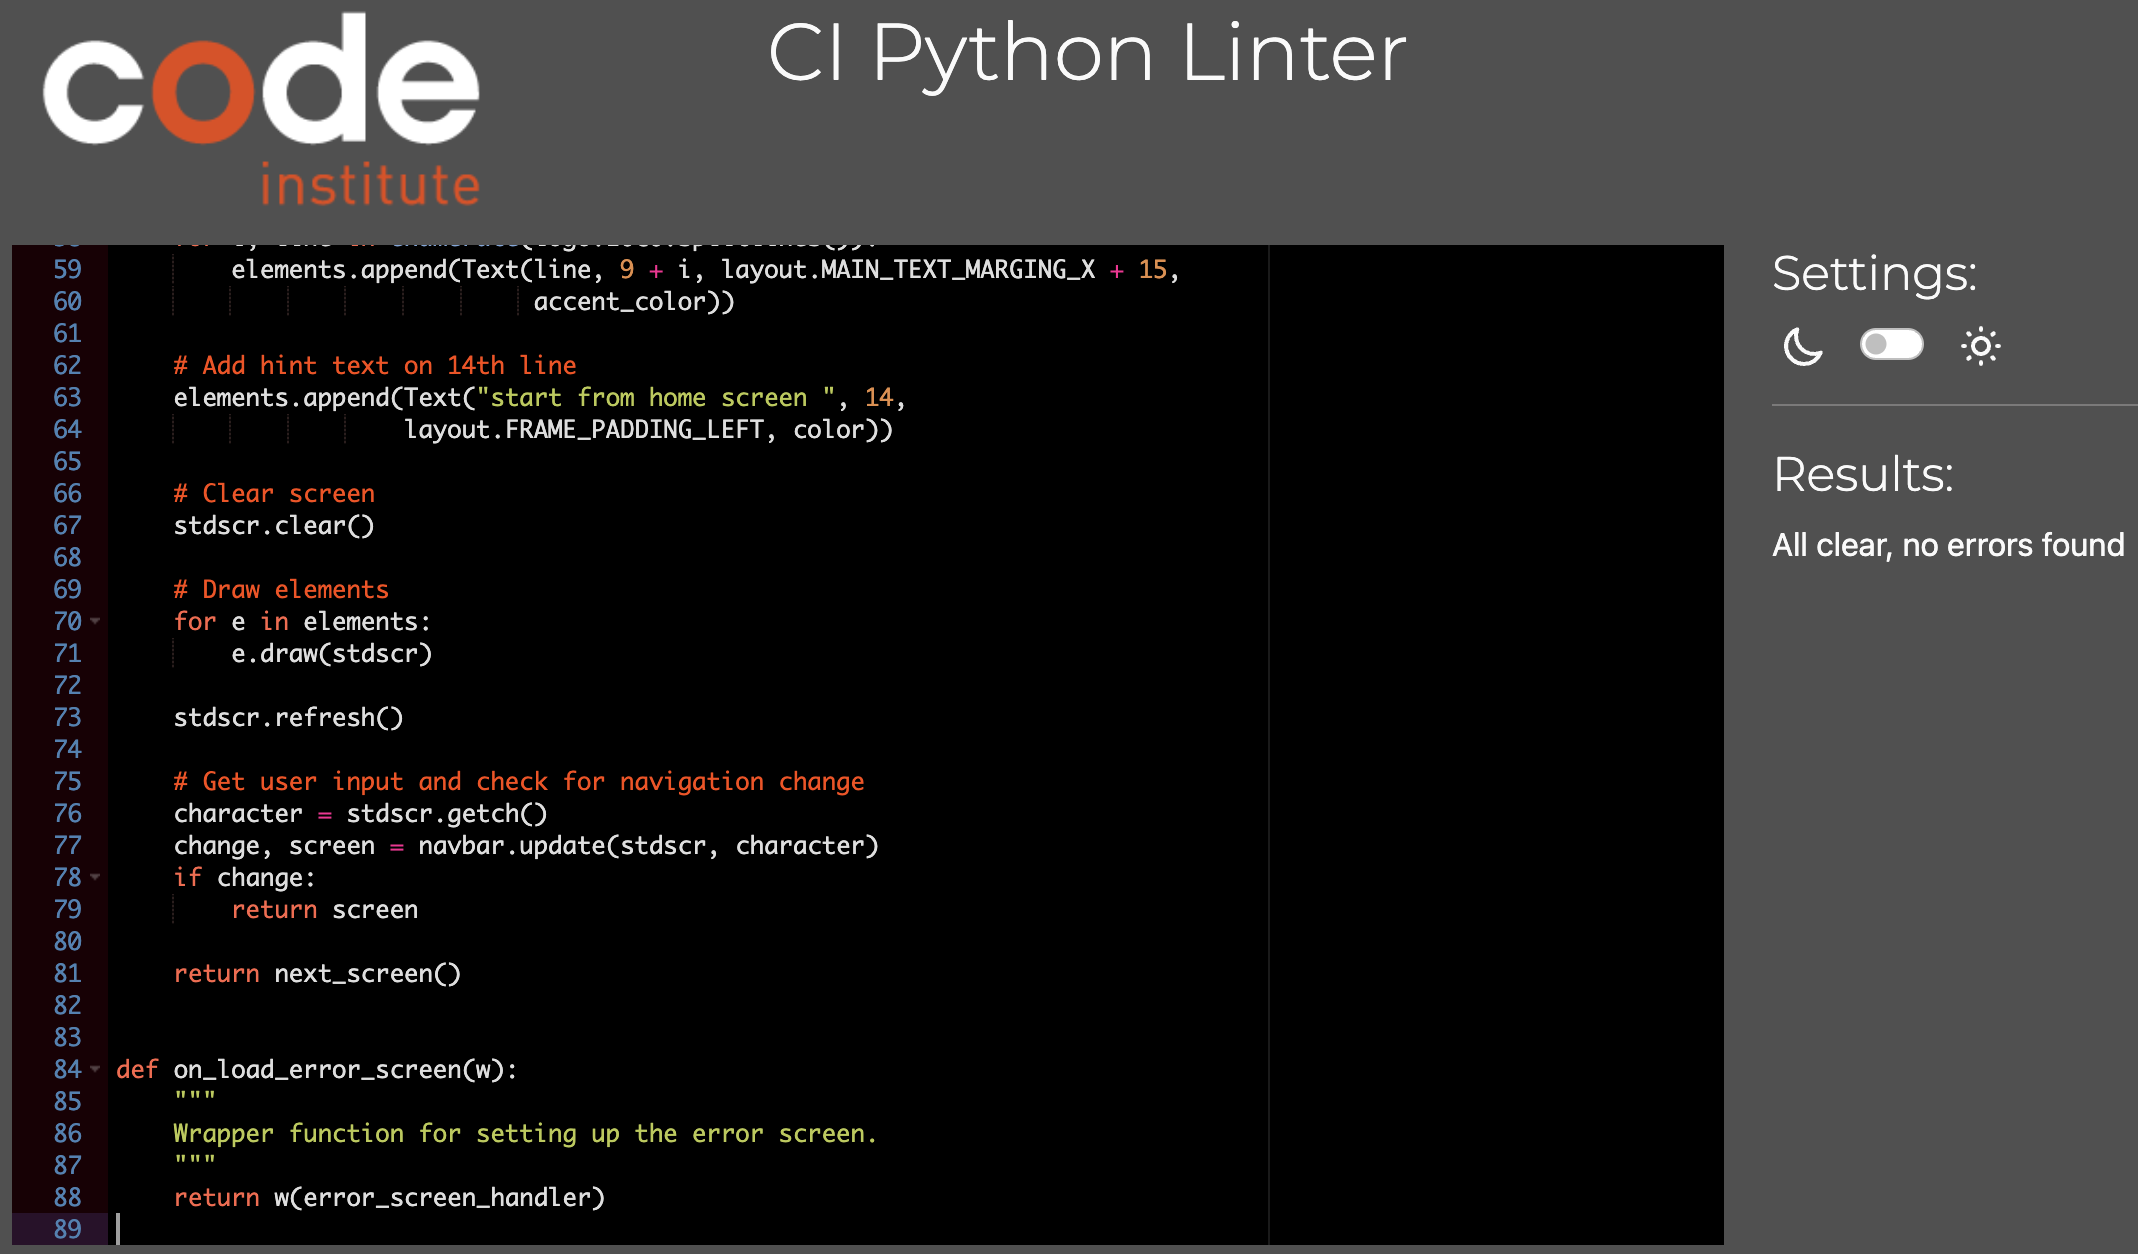 code
institute
CI Python Linter
59 elements.append(Text(line, 9 + i, layout.MAIN_TEXT_MARGING_X + 15,
60 accent_color))
61
62 # Add hint text on 14th line
63 elements.append(Text("start from home screen ", 14,
64 layout.FRAME_PADDING_LEFT, color))
65
66 # Clear screen
67 stdscr.clear()
68
69 # Draw elements
70 for e in elements:
71 e.draw(stdscr)
72
73 stdscr.refresh()
74
75 # Get user input and check for navigation change
76 character = stdscr.getch()
77 change, screen = navbar.update(stdscr, character)
78 if change:
79 return screen
80
81 return next_screen()
82
83
84 def on_load_error_screen(w):
85 """
86 Wrapper function for setting up the error screen.
87 """
88 return w(error_screen_handler)
89
Settings:
Results:
All clear, no errors found